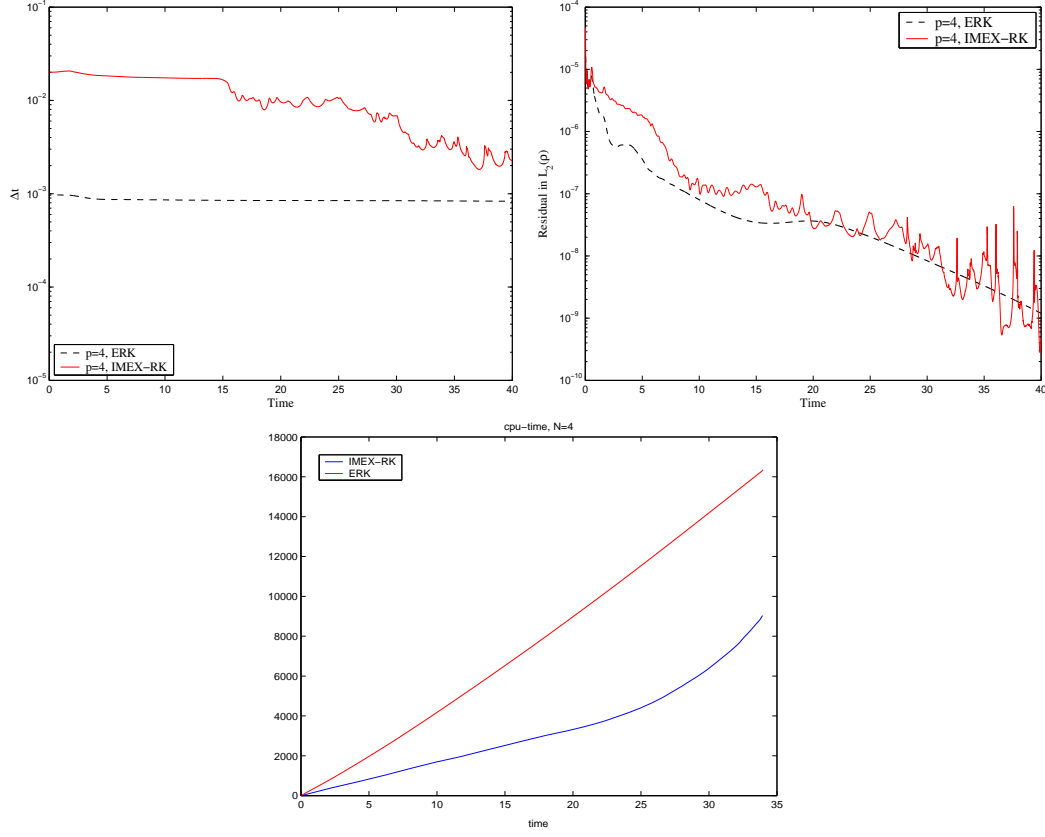 10⁻¹
10⁻²
10⁻³
10⁻⁴
10⁻⁵
Δt
p=4, ERK
p=4, IMEX−RK
0 5 10 15 20 25 30 35 40
Time
10⁻⁴
10⁻⁵
10⁻⁶
10⁻⁷
10⁻⁸
10⁻⁹
10⁻¹⁰
Residual in L₂(ρ)
p=4, ERK
p=4, IMEX−RK
0 5 10 15 20 25 30 35 40
Time
cpu−time, N=4
18000
16000
14000
12000
10000
8000
6000
4000
2000
0
IMEX−RK
ERK
0 5 10 15 20 25 30 35
time